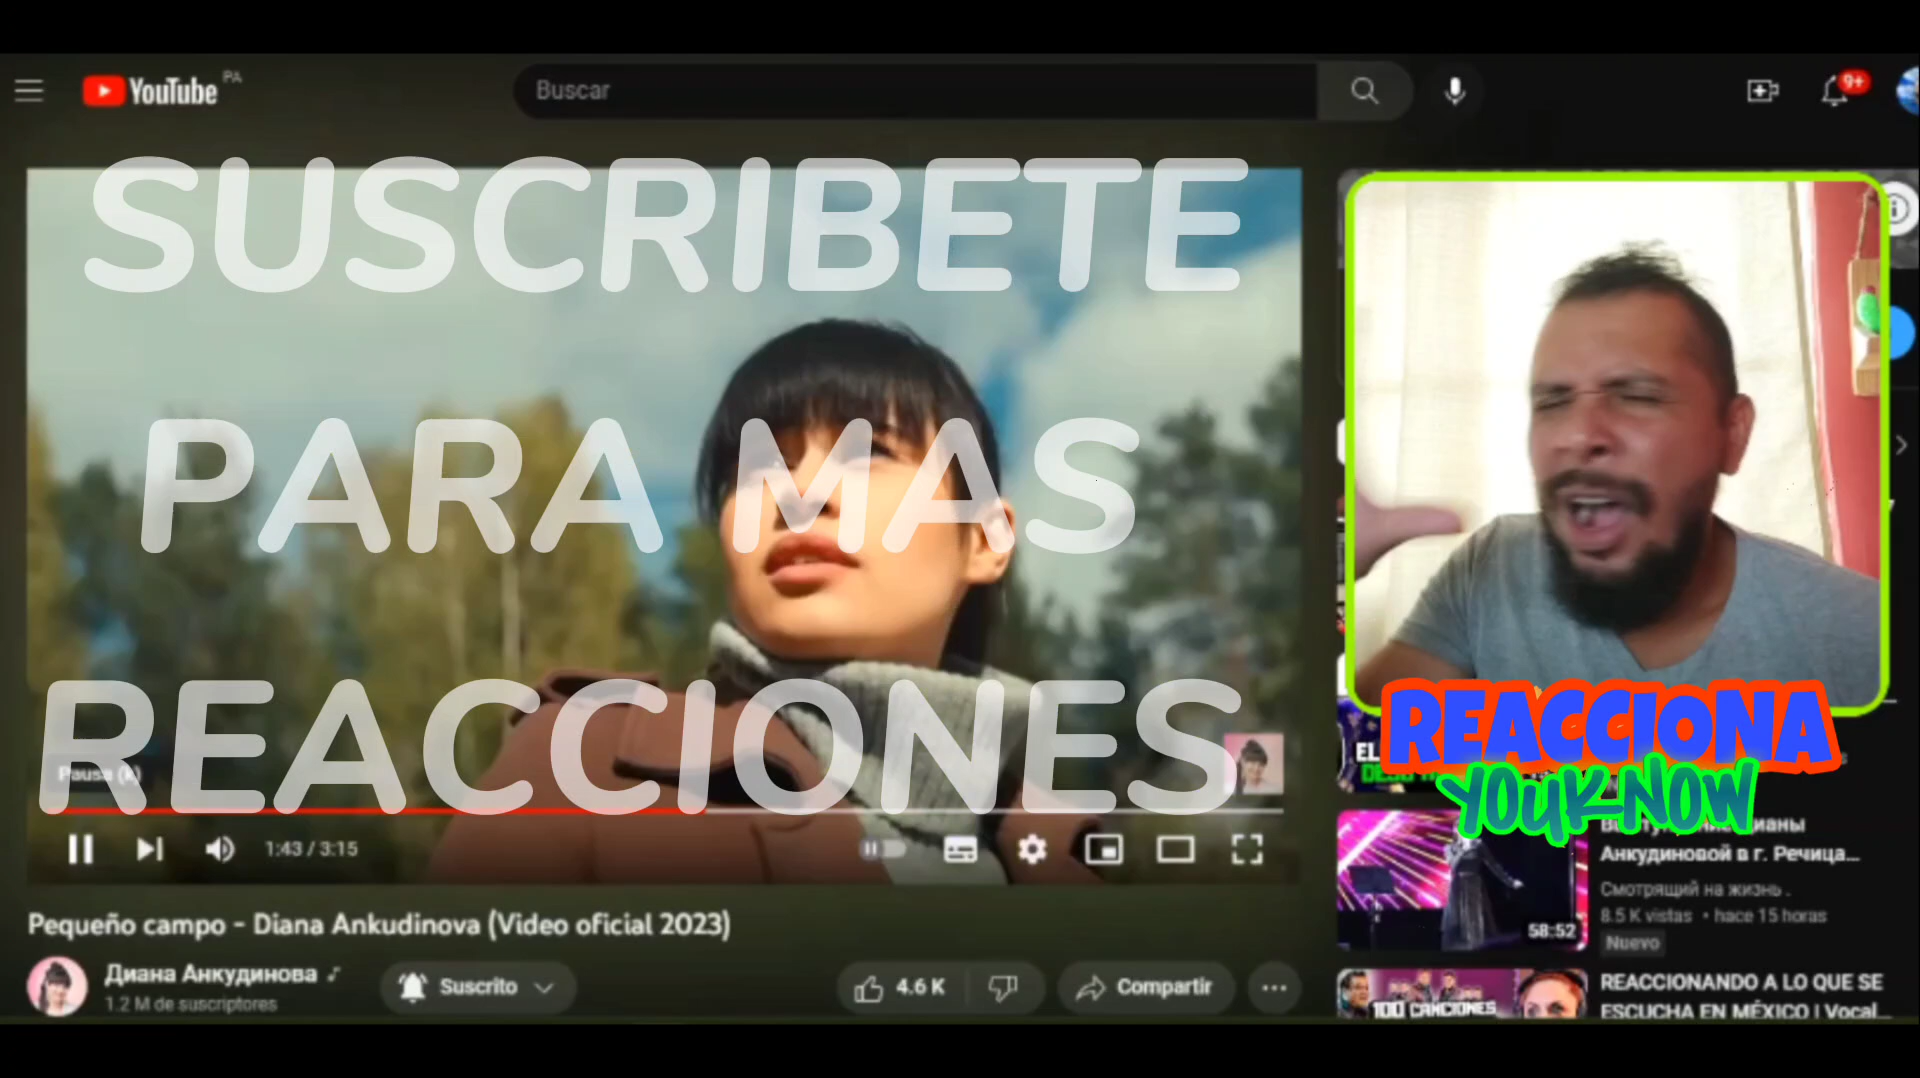 YouTube PA
Buscar
9+
SUSCRIBETE
PARA MAS
REACCIONES
Pausa (k)
1:43 / 3:15
Pequeño campo - Diana Ankudinova (Video oficial 2023)
Диана Анкудинова
1.2 M de suscriptores
Suscrito
4.6 K
Compartir
REACCIONA
YOUKNOW
EL
Анкудиновой в г. Речица...
Смотрящий на жизнь .
8.5 K vistas • hace 15 horas
Nuevo
58:52
100 CANCIONES
REACCIONANDO A LO QUE SE
ESCUCHA EN MÉXICO | Vocal...